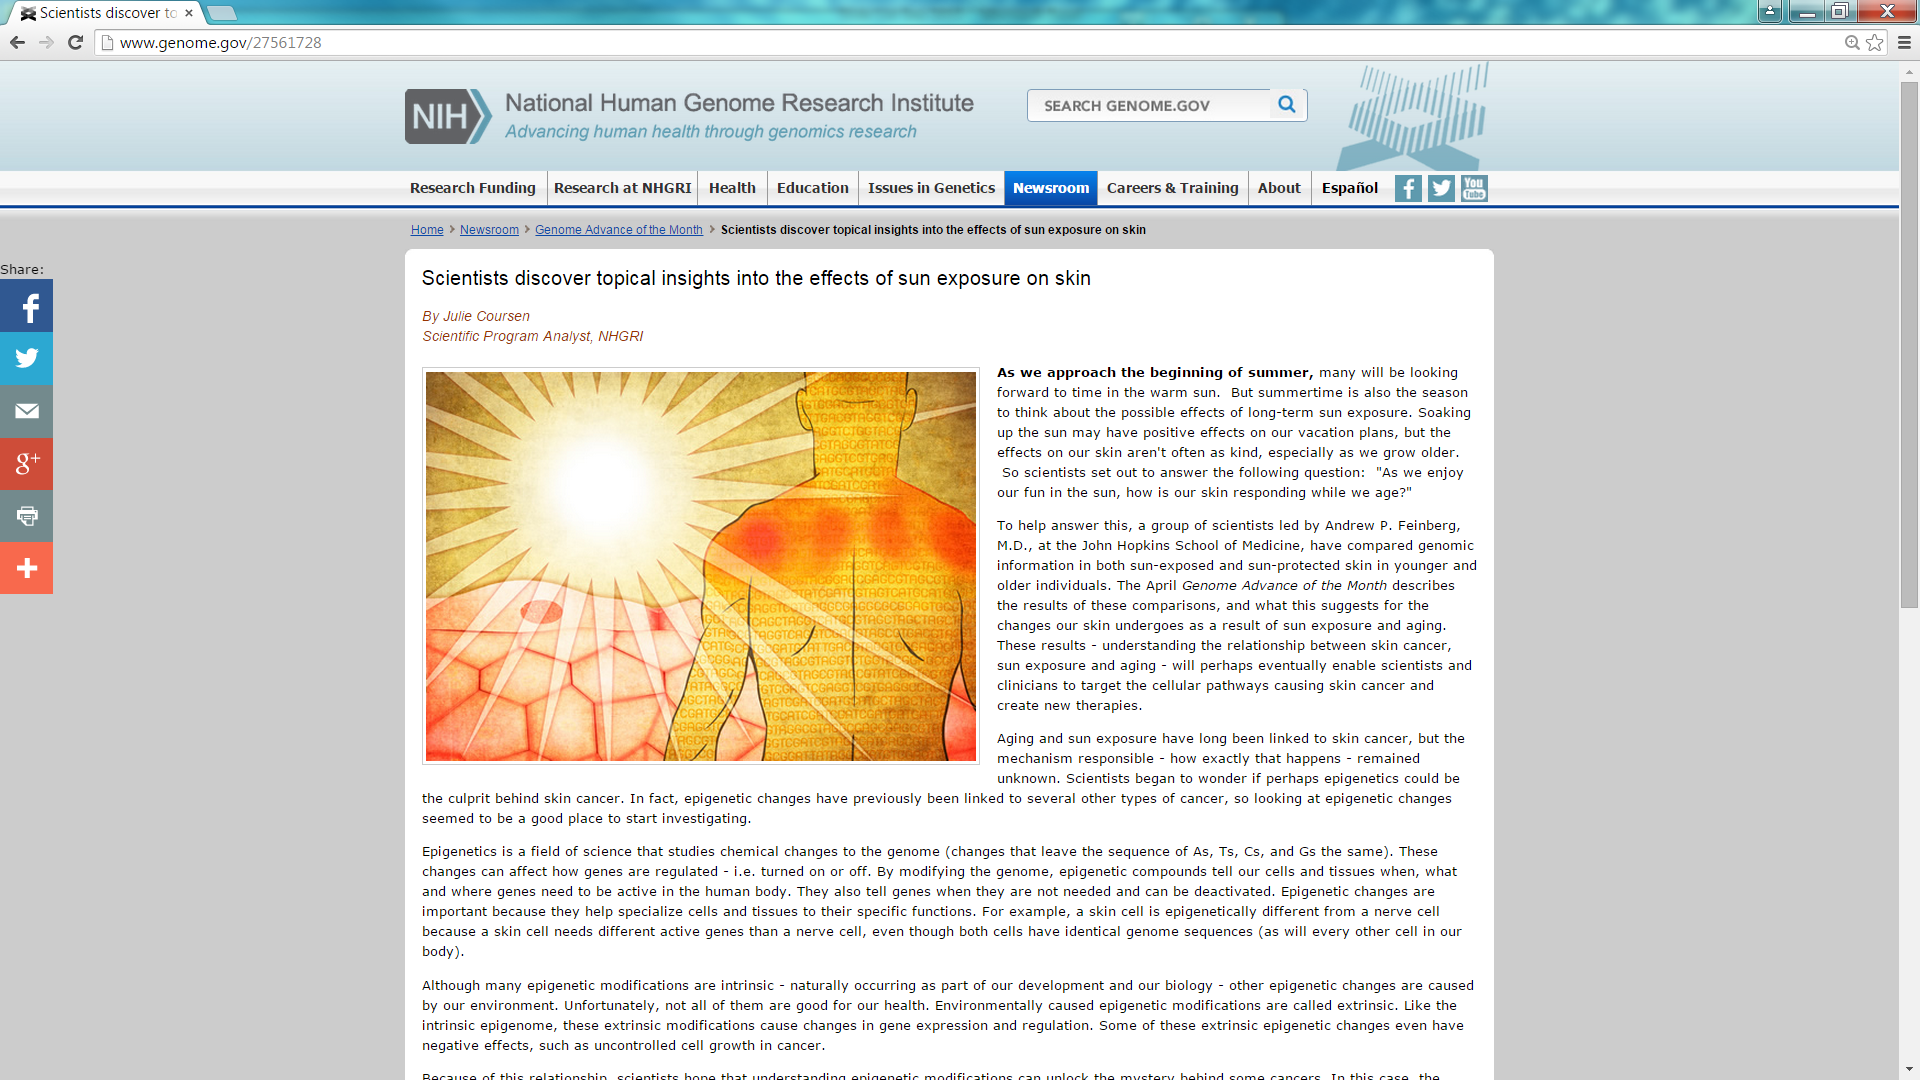 Scientists discover to
www.genome.gov/27561728
NIH
National Human Genome Research Institute
Advancing human health through genomics research
SEARCH GENOME.GOV
Research Funding
Research at NHGRI
Health
Education
Issues in Genetics
Newsroom
Careers & Training
About
Español
f
You
Tube
Home > Newsroom > Genome Advance of the Month > Scientists discover topical insights into the effects of sun exposure on skin
Share:
f
g+
Scientists discover topical insights into the effects of sun exposure on skin
By Julie Coursen
Scientific Program Analyst, NHGRI
As we approach the beginning of summer, many will be looking
forward to time in the warm sun.  But summertime is also the season
to think about the possible effects of long-term sun exposure. Soaking
up the sun may have positive effects on our vacation plans, but the
effects on our skin aren't often as kind, especially as we grow older.
So scientists set out to answer the following question:  "As we enjoy
our fun in the sun, how is our skin responding while we age?"
To help answer this, a group of scientists led by Andrew P. Feinberg,
M.D., at the John Hopkins School of Medicine, have compared genomic
information in both sun-exposed and sun-protected skin in younger and
older individuals. The April Genome Advance of the Month describes
the results of these comparisons, and what this suggests for the
changes our skin undergoes as a result of sun exposure and aging.
These results - understanding the relationship between skin cancer,
sun exposure and aging - will perhaps eventually enable scientists and
clinicians to target the cellular pathways causing skin cancer and
create new therapies.
Aging and sun exposure have long been linked to skin cancer, but the
mechanism responsible - how exactly that happens - remained
unknown. Scientists began to wonder if perhaps epigenetics could be
the culprit behind skin cancer. In fact, epigenetic changes have previously been linked to several other types of cancer, so looking at epigenetic changes
seemed to be a good place to start investigating.
Epigenetics is a field of science that studies chemical changes to the genome (changes that leave the sequence of As, Ts, Cs, and Gs the same). These
changes can affect how genes are regulated - i.e. turned on or off. By modifying the genome, epigenetic compounds tell our cells and tissues when, what
and where genes need to be active in the human body. They also tell genes when they are not needed and can be deactivated. Epigenetic changes are
important because they help specialize cells and tissues to their specific functions. For example, a skin cell is epigenetically different from a nerve cell
because a skin cell needs different active genes than a nerve cell, even though both cells have identical genome sequences (as will every other cell in our
body).
Although many epigenetic modifications are intrinsic - naturally occurring as part of our development and our biology - other epigenetic changes are caused
by our environment. Unfortunately, not all of them are good for our health. Environmentally caused epigenetic modifications are called extrinsic. Like the
intrinsic epigenome, these extrinsic modifications cause changes in gene expression and regulation. Some of these extrinsic epigenetic changes even have
negative effects, such as uncontrolled cell growth in cancer.
Because of this relationship, scientists hope that understanding epigenetic modifications can unlock the mystery behind some cancers. In this case, the